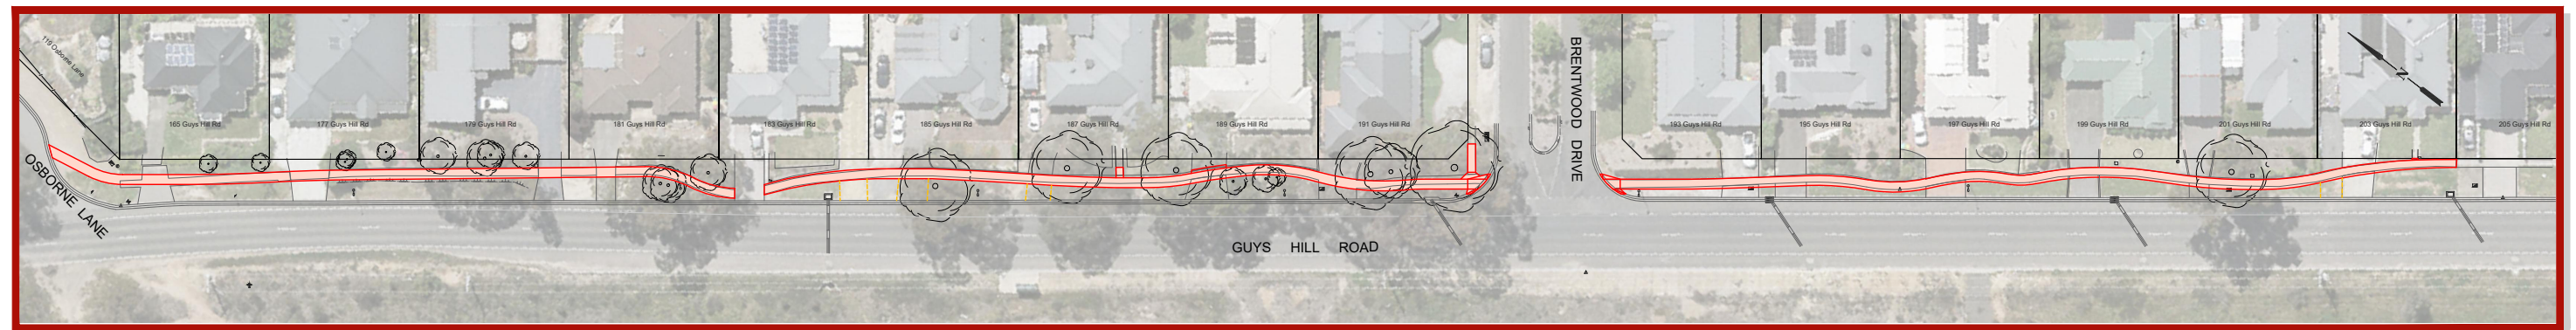 110 Osborne Lane
165 Guys Hill Rd
177 Guys Hill Rd
179 Guys Hill Rd
181 Guys Hill Rd
183 Guys Hill Rd
185 Guys Hill Rd
187 Guys Hill Rd
189 Guys Hill Rd
191 Guys Hill Rd
193 Guys Hill Rd
195 Guys Hill Rd
197 Guys Hill Rd
199 Guys Hill Rd
201 Guys Hill Rd
203 Guys Hill Rd
205 Guys Hill Rd
BRENTWOOD DRIVE
N
OSBORNE LANE
GUYS HILL ROAD